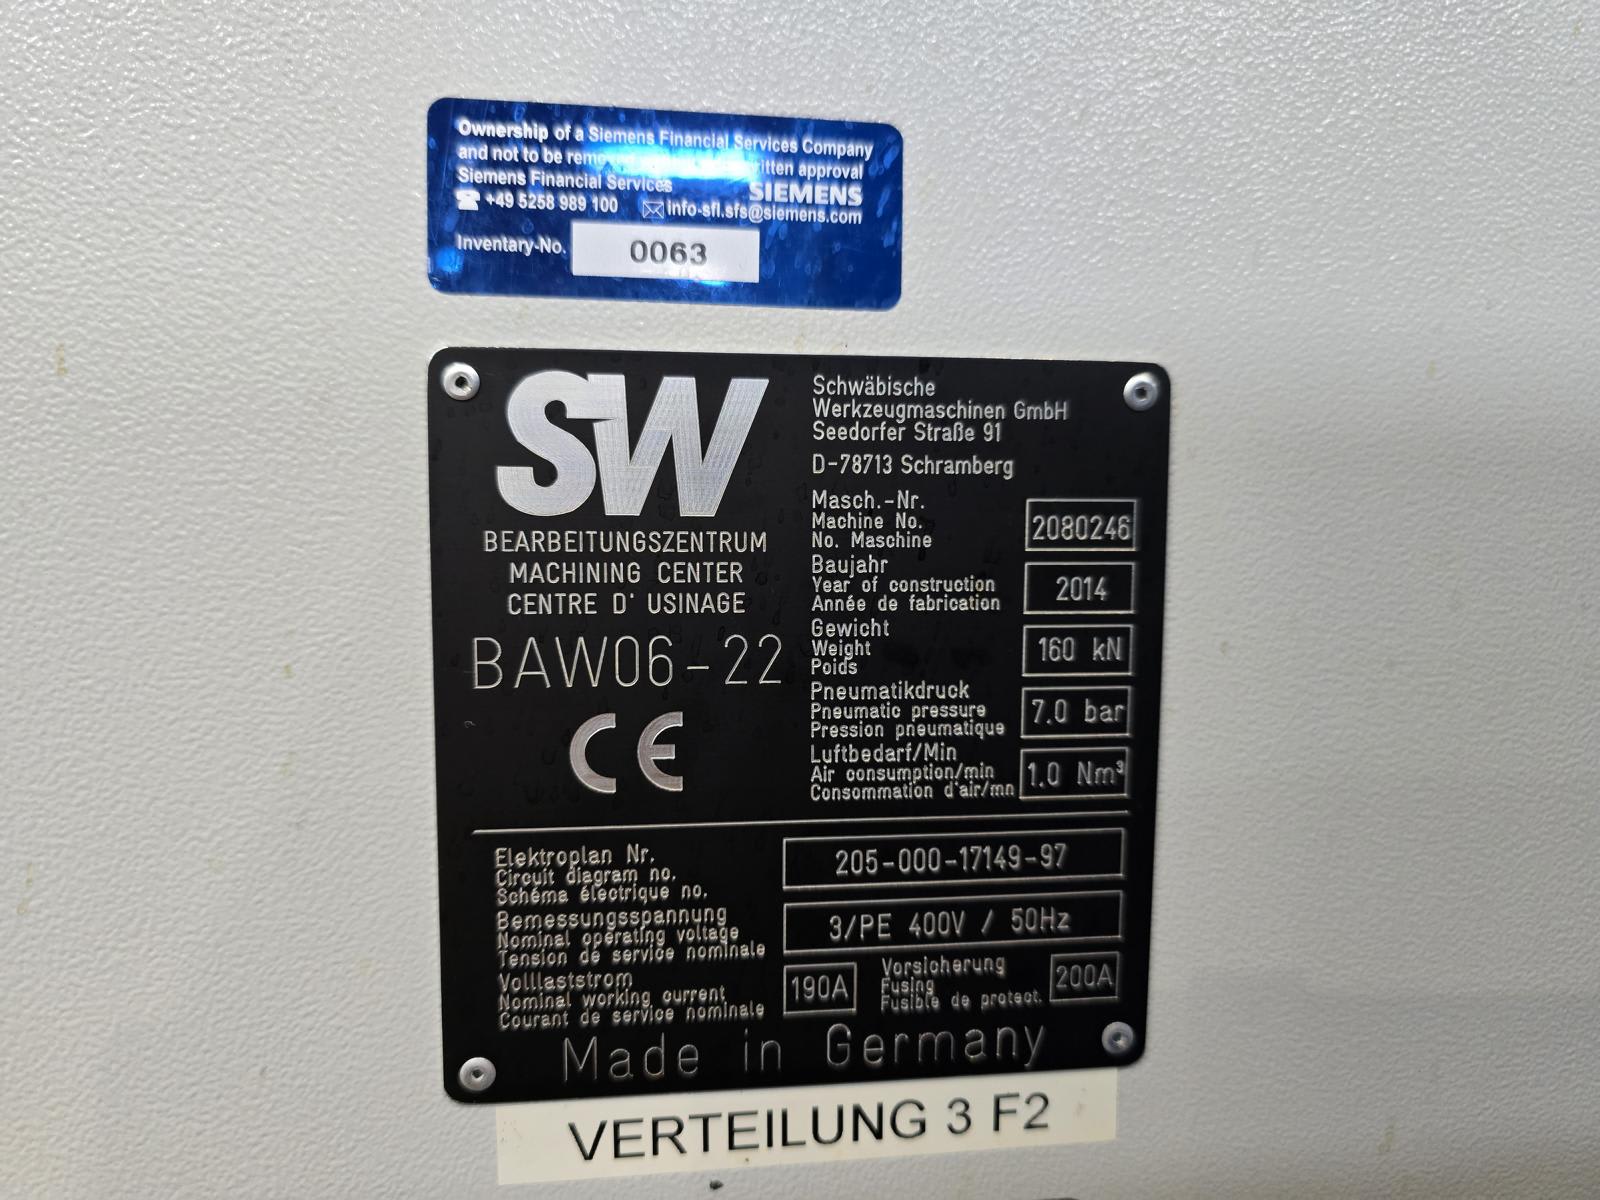 Ownership of a Siemens Financial Services Company
and not to be removed written approval
Siemens Financial Services
SIEMENS
+49 5258 989 100 info-sfl.sfs@siemens.com
Inventory-No. 0063
SW
BEARBEITUNGSZENTRUM
MACHINING CENTER
CENTRE D' USINAGE
BAW06-22
CE
Schwäbische
Werkzeugmaschinen GmbH
Seedorfer Straße 91
D-78713 Schramberg
Masch.-Nr.
Machine No.
No. Maschine
2080246
Baujahr
Year of construction
Année de fabrication
2014
Gewicht
Weight
Poids
160 kN
Pneumatikdruck
Pneumatic pressure
Pression pneumatique
7.0 bar
Luftbedarf/Min
Air consumption/min
Consommation d'air/mn
1.0 Nm³
Elektroplan Nr.
Circuit diagram no.
Schéma électrique no.
205-000-17149-97
Bemessungsspannung
Nominal operating voltage
Tension de service nominale
3/PE 400V / 50Hz
Volllaststrom
Nominal working current
Courant de service nominale
190A
Vorsicherung
Fusing
Fusible de protect.
200A
Made in Germany
VERTEILUNG 3 F2